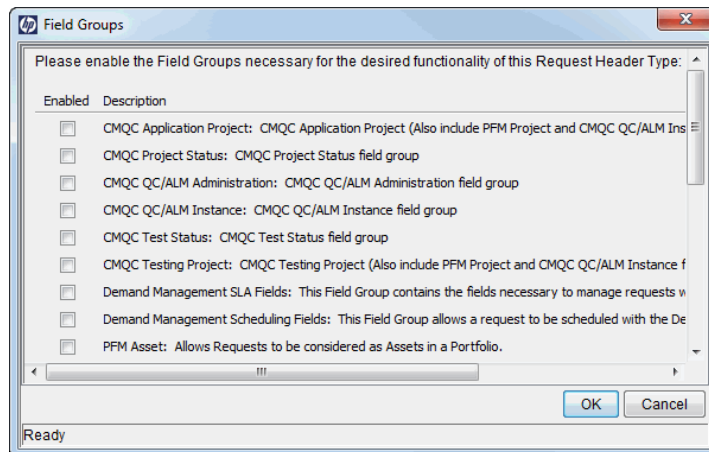 hp Field Groups
Please enable the Field Groups necessary for the desired functionality of this Request Header Type:
Enabled Description
CMQC Application Project: CMQC Application Project (Also include PFM Project and CMQC QC/ALM Ins
CMQC Project Status: CMQC Project Status field group
CMQC QC/ALM Administration: CMQC QC/ALM Administration field group
CMQC QC/ALM Instance: CMQC QC/ALM Instance field group
CMQC Test Status: CMQC Test Status field group
CMQC Testing Project: CMQC Testing Project (Also include PFM Project and CMQC QC/ALM Instance f
Demand Management SLA Fields: This Field Group contains the fields necessary to manage requests w
Demand Management Scheduling Fields: This Field Group allows a request to be scheduled with the De
PFM Asset: Allows Requests to be considered as Assets in a Portfolio.
OK Cancel
Ready